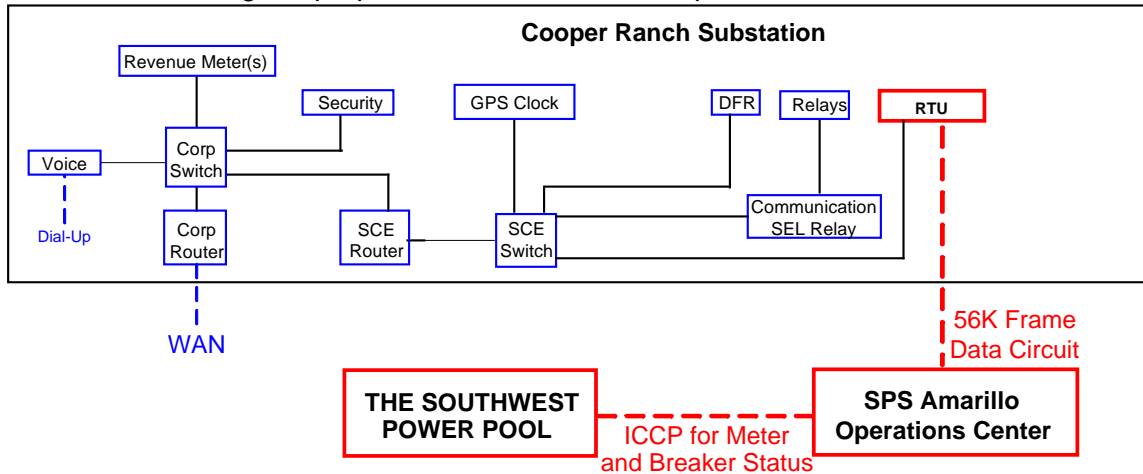 Cooper Ranch Substation
Revenue Meter(s)
Security
GPS Clock
DFR
Relays
RTU
Voice
Corp
Switch
Dial-Up
Corp
Router
SCE
Router
SCE
Switch
Communication
SEL Relay
WAN
56K Frame
Data Circuit
THE SOUTHWEST
POWER POOL
ICCP for Meter
and Breaker Status
SPS Amarillo
Operations Center